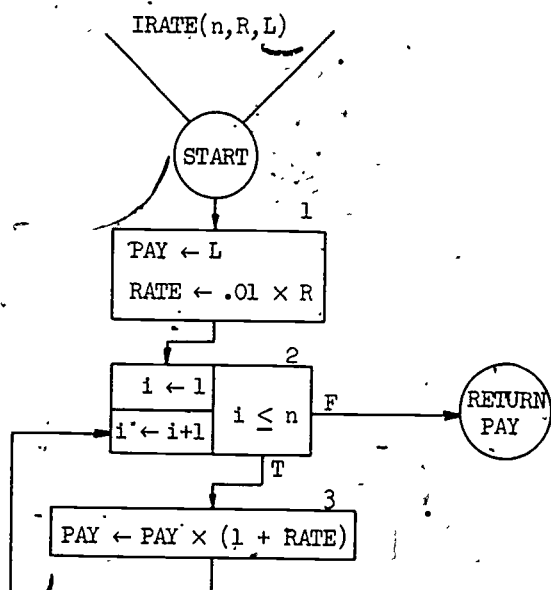 IRATE(n,R,L)
START
1
PAY ← L
RATE ← .01 × R
2
i ← 1
i ← i+1
i ≤ n
F
RETURN
PAY
T
3
PAY ← PAY × (1 + RATE)